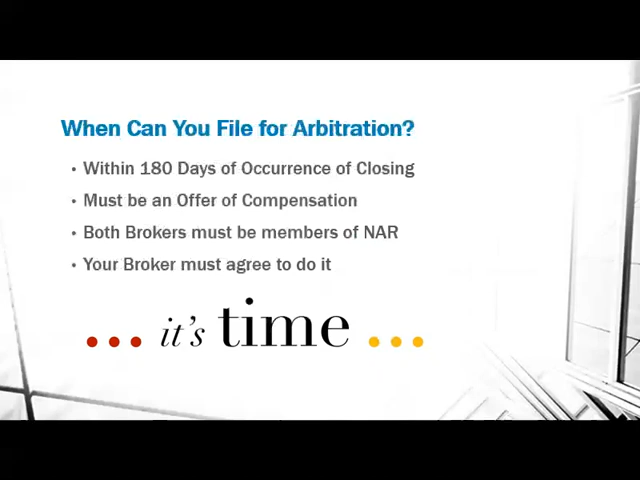 When Can You File for Arbitration?
• Within 180 Days of Occurrence of Closing
• Must be an Offer of Compensation
• Both Brokers must be members of NAR
• Your Broker must agree to do it
... it's time ...